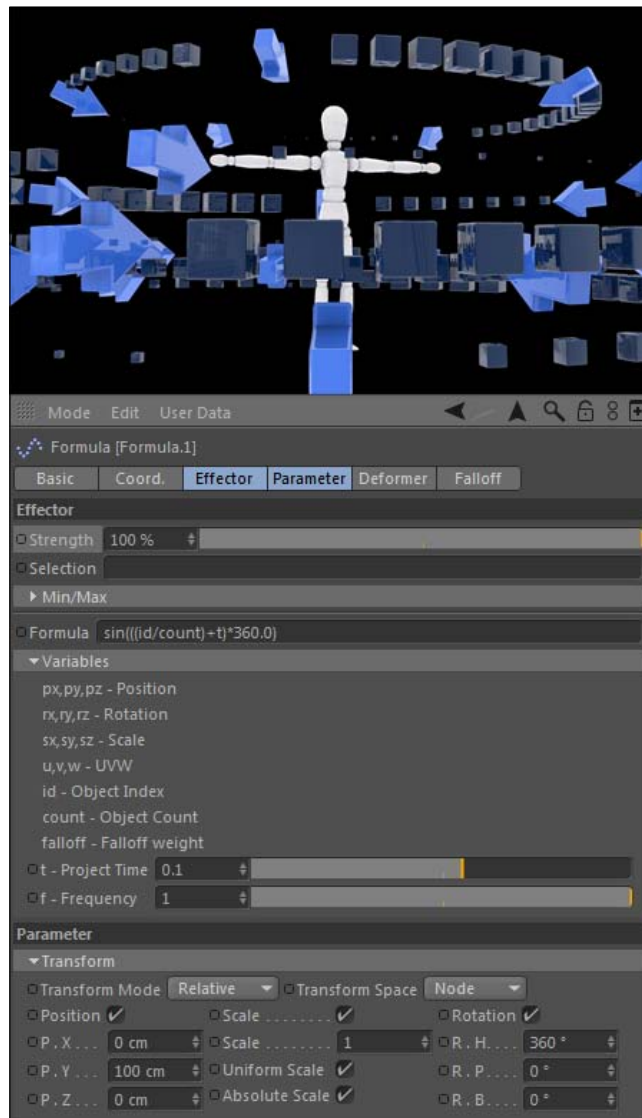 Mode Edit User Data
Formula [Formula.1]
Basic Coord. Effector Parameter Deformer Falloff
Effector
Strength 100 %
Selection
Min/Max
Formula sin(((id/count)+t)*360.0)
Variables
px,py,pz - Position
rx,ry,rz - Rotation
sx,sy,sz - Scale
u,v,w - UVW
id - Object Index
count - Object Count
falloff - Falloff weight
t - Project Time 0.1
f - Frequency 1
Parameter
Transform
Transform Mode Relative Transform Space Node
Position Scale . . . . . . . . Rotation
P . X . . . 0 cm Scale . . . . . . . . 1 R . H. . . . 360 °
P . Y . . . 100 cm Uniform Scale R . P. . . . 0 °
P . Z . . . 0 cm Absolute Scale R . B. . . . 0 °